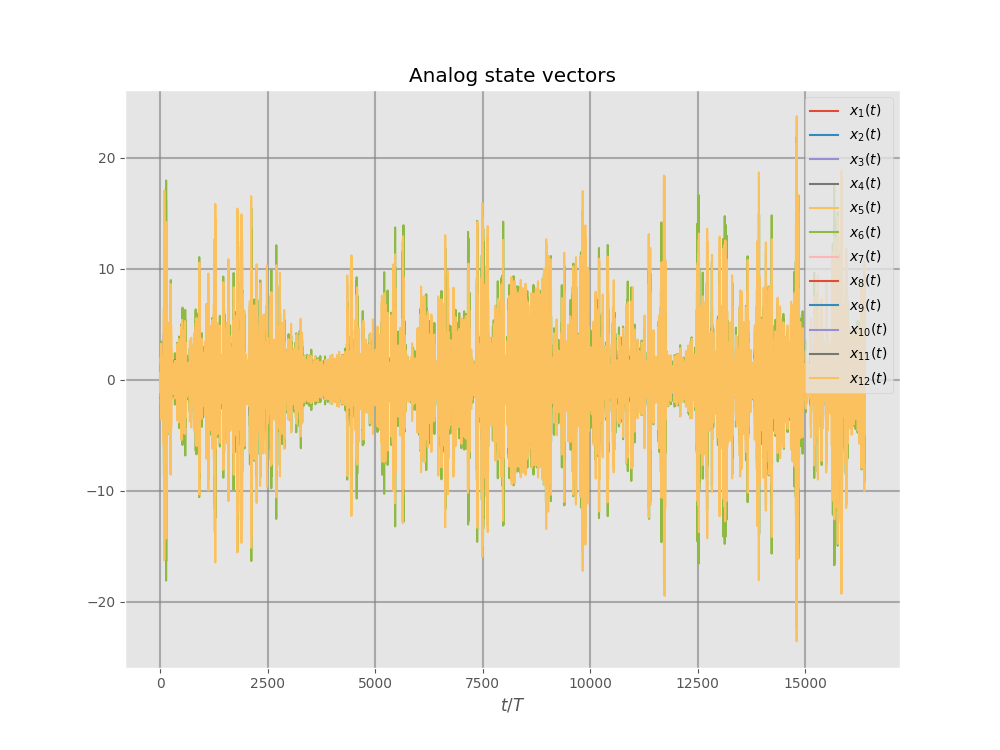 Analog state vectors
x₁(t)
x₂(t)
x₃(t)
x₄(t)
x₅(t)
x₆(t)
x₇(t)
x₈(t)
x₉(t)
x₁₀(t)
x₁₁(t)
x₁₂(t)
20
10
0
−10
−20
0 2500 5000 7500 10000 12500 15000
t/T